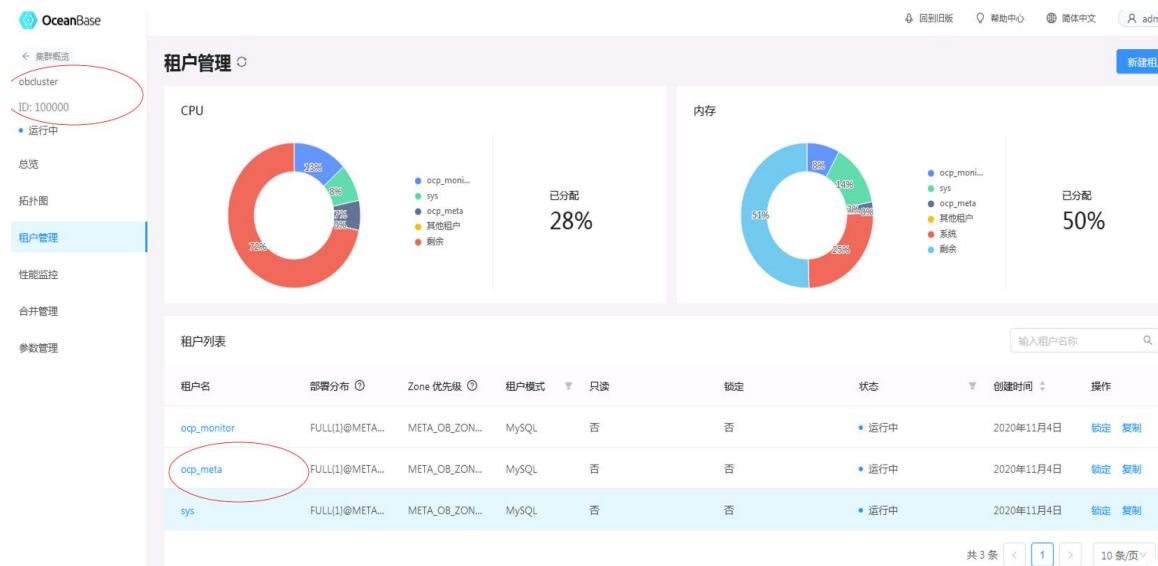 OceanBase
回到旧版 帮助中心 简体中文 adm
← 集群概览
obcluster
ID: 100000
运行中
总览
拓扑图
租户管理
性能监控
合并管理
参数管理
租户管理
新建租
CPU
13%
8%
7%
72%
ocp_moni...
sys
ocp_meta
其他租户
剩余
已分配
28%
内存
8%
14%
25%
51%
ocp_moni...
sys
ocp_meta
其他租户
系统
剩余
已分配
50%
租户列表
输入租户名称
租户名 部署分布 Zone 优先级 租户模式 只读 锁定 状态 创建时间 操作
ocp_monitor FULL{1}@META... META_OB_ZON... MySQL 否 否 运行中 2020年11月4日 锁定 复制
ocp_meta FULL{1}@META... META_OB_ZON... MySQL 否 否 运行中 2020年11月4日 锁定 复制
sys FULL{1}@META... META_OB_ZON... MySQL 否 否 运行中 2020年11月4日 锁定 复制
共 3 条 < 1 > 10 条/页